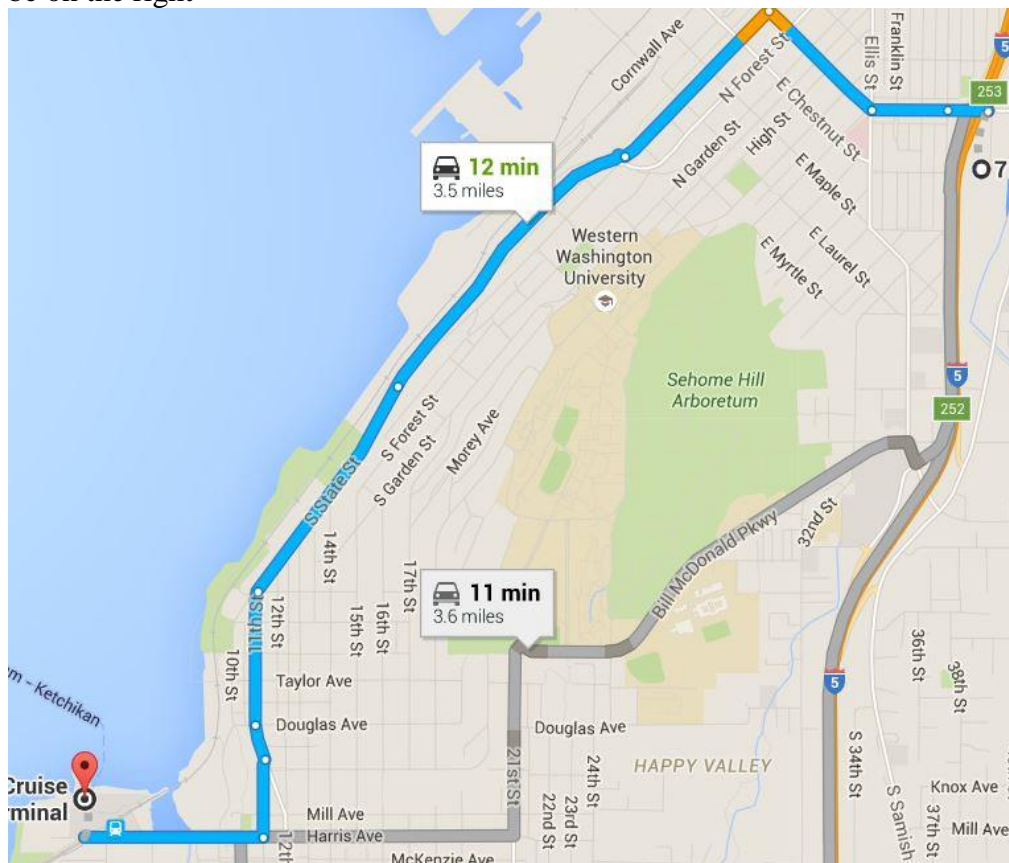 be on the right
Cornwall Ave
N Forest St
E Chestnut St
Ellis St
Franklin St
5
253
7
12 min
3.5 miles
N Garden St
High St
E Maple St
E Laurel St
E Myrtle St
Western
Washington
University
Sehome Hill
Arboretum
5
252
S Forest St
S Garden St
Morey Ave
S State St
Bill McDonald Pkwy
32nd St
14th St
17th St
16th St
15th St
12th St
11th St
10th St
11 min
3.6 miles
Taylor Ave
Douglas Ave
Douglas Ave
36th St
38th St
5
S 34th St
m - Ketchikan
Cruise
rminal
21st St
24th St
23rd St
22nd St
HAPPY VALLEY
Knox Ave
S Samish
37th St
Mill Ave
Mill Ave
Harris Ave
12th
McKenzie Ave